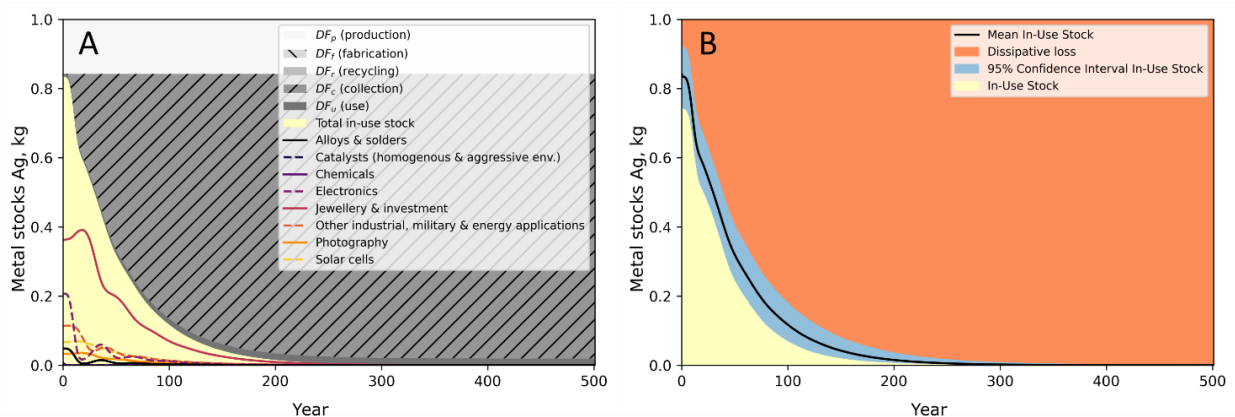 A
1.0
0.8
0.6
0.4
0.2
0.0
Metal stocks Ag, kg
DFp (production)
DFf (fabrication)
DFr (recycling)
DFc (collection)
DFu (use)
Total in-use stock
Alloys & solders
Catalysts (homogenous & aggressive env.)
Chemicals
Electronics
Jewellery & investment
Other industrial, military & energy applications
Photography
Solar cells
0
100
200
300
400
500
Year
B
1.0
0.8
0.6
0.4
0.2
0.0
Metal stocks Ag, kg
Mean In-Use Stock
Dissipative loss
95% Confidence Interval In-Use Stock
In-Use Stock
0
100
200
300
400
500
Year